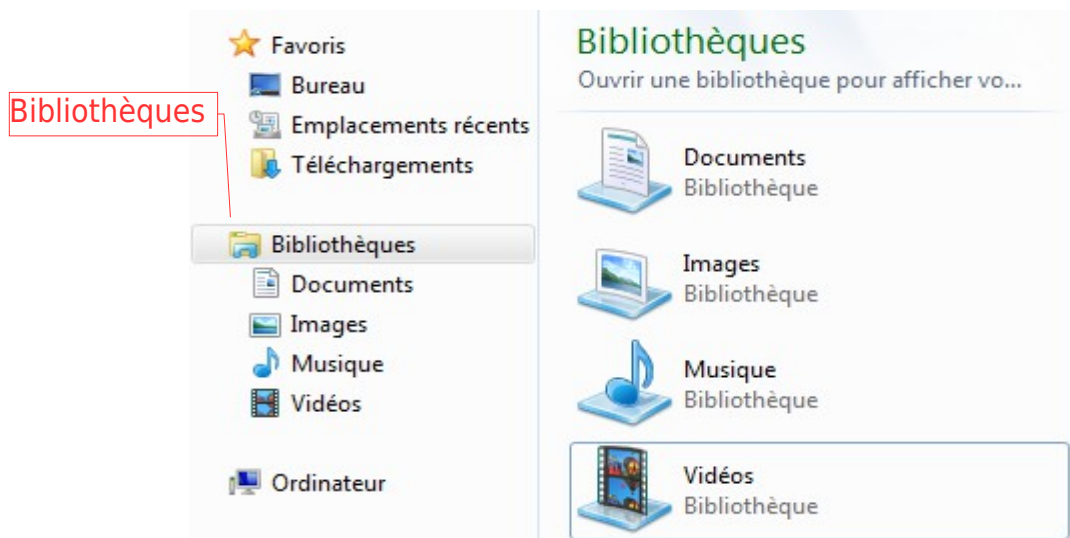 Bibliothèques
Favoris
Bureau
Emplacements récents
Téléchargements
Bibliothèques
Documents
Images
Musique
Vidéos
Ordinateur
Bibliothèques
Ouvrir une bibliothèque pour afficher vo...
Documents
Bibliothèque
Images
Bibliothèque
Musique
Bibliothèque
Vidéos
Bibliothèque